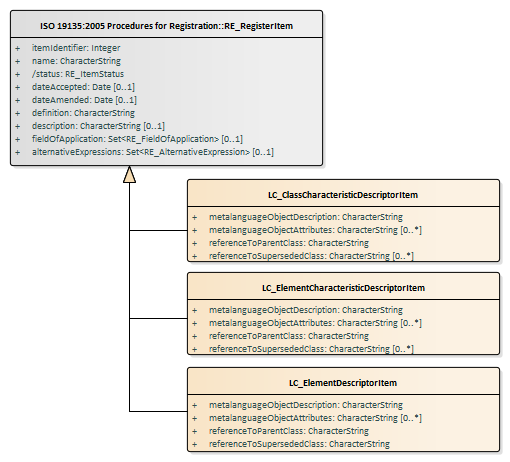 ISO 19135:2005 Procedures for Registration::RE_RegisterItem
+ itemIdentifier: Integer
+ name: CharacterString
+ /status: RE_ItemStatus
+ dateAccepted: Date [0..1]
+ dateAmended: Date [0..1]
+ definition: CharacterString
+ description: CharacterString [0..1]
+ fieldOfApplication: Set<RE_FieldOfApplication> [0..1]
+ alternativeExpressions: Set<RE_AlternativeExpression> [0..1]
LC_ClassCharacteristicDescriptorItem
+ metalanguageObjectDescription: CharacterString
+ metalanguageObjectAttributes: CharacterString [0..*]
+ referenceToParentClass: CharacterString
+ referenceToSupersededClass: CharacterString [0..*]
LC_ElementCharacteristicDescriptorItem
+ metalanguageObjectDescription: CharacterString
+ metalanguageObjectAttributes: CharacterString [0..*]
+ referenceToParentClass: CharacterString
+ referenceToSupersededClass: CharacterString [0..*]
LC_ElementDescriptorItem
+ metalanguageObjectDescription: CharacterString
+ metalanguageObjectAttributes: CharacterString [0..*]
+ referenceToParentClass: CharacterString
+ referenceToSupersededClass: CharacterString